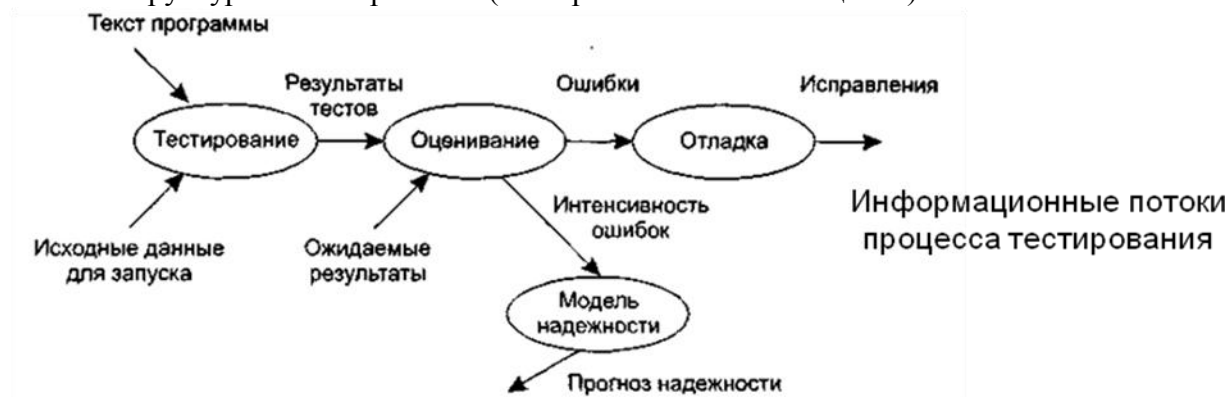 Текст программы
Результаты
тестов
Ошибки
Исправления
Тестирование
Оценивание
Отладка
Исходные данные
для запуска
Ожидаемые
результаты
Интенсивность
ошибок
Информационные потоки
процесса тестирования
Модель
надежности
Прогноз надежности